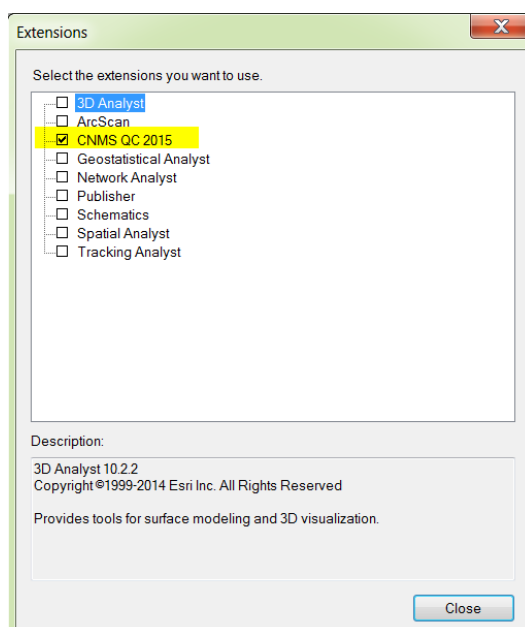 Extensions
Select the extensions you want to use.
3D Analyst
ArcScan
CNMS QC 2015
Geostatistical Analyst
Network Analyst
Publisher
Schematics
Spatial Analyst
Tracking Analyst
Description:
3D Analyst 10.2.2
Copyright ©1999-2014 Esri Inc. All Rights Reserved
Provides tools for surface modeling and 3D visualization.
Close